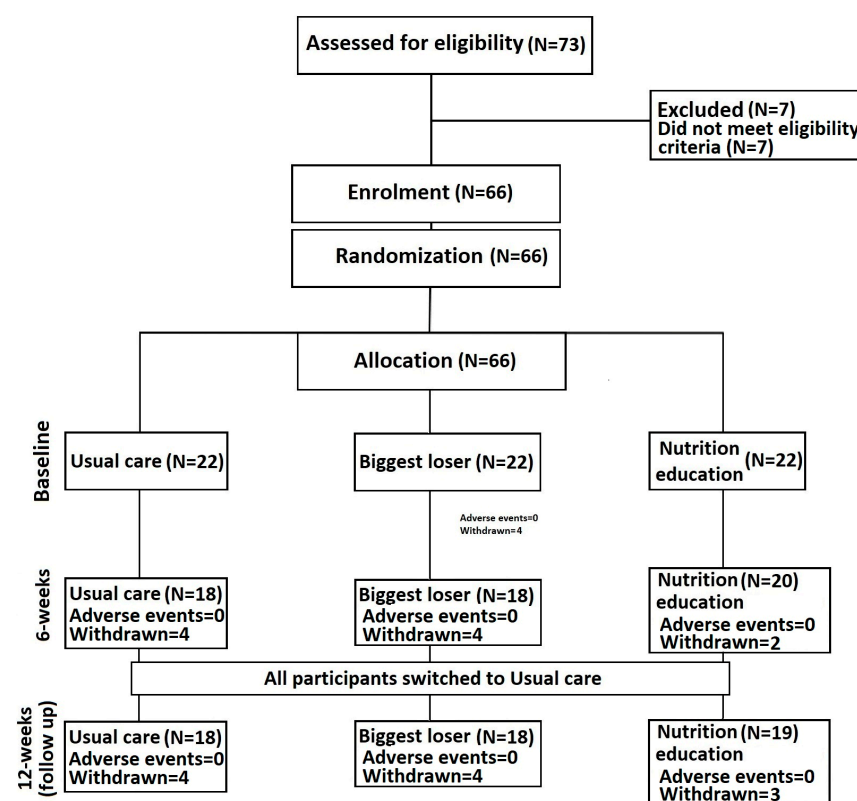 Assessed for eligibility (N=73)
Excluded (N=7)
Did not meet eligibility
criteria (N=7)
Enrolment (N=66)
Randomization (N=66)
Allocation (N=66)
Baseline
Usual care (N=22)
Biggest loser (N=22)
Nutrition
education (N=22)
Adverse events=0
Withdrawn=4
6-weeks
Usual care (N=18)
Adverse events=0
Withdrawn=4
Biggest loser (N=18)
Adverse events=0
Withdrawn=4
Nutrition (N=20)
education
Adverse events=0
Withdrawn=2
All participants switched to Usual care
12-weeks
(follow up)
Usual care (N=18)
Adverse events=0
Withdrawn=4
Biggest loser (N=18)
Adverse events=0
Withdrawn=4
Nutrition (N=19)
education
Adverse events=0
Withdrawn=3